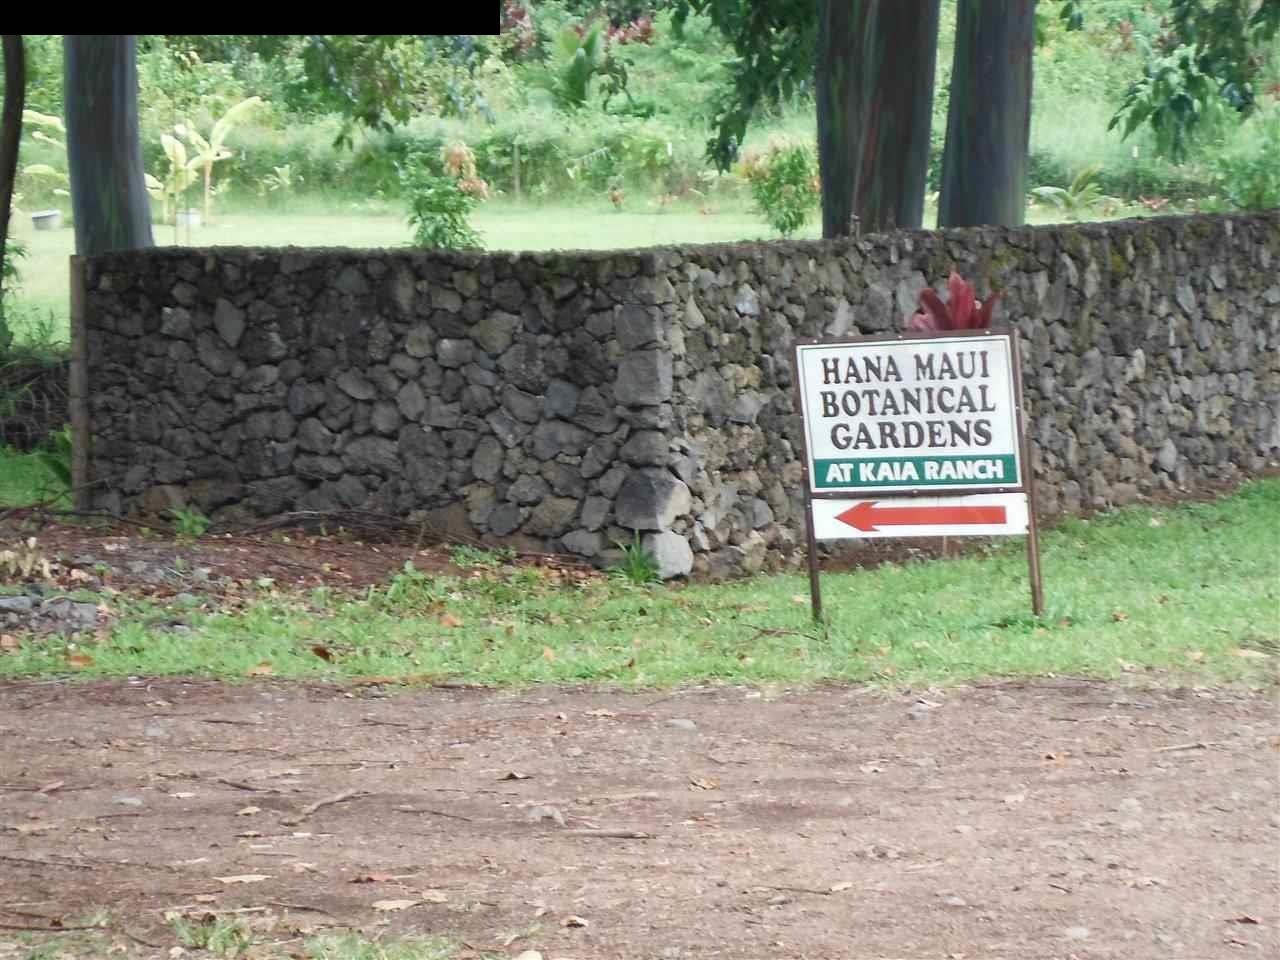 HANA MAUI
BOTANICAL
GARDENS
AT KAIA RANCH